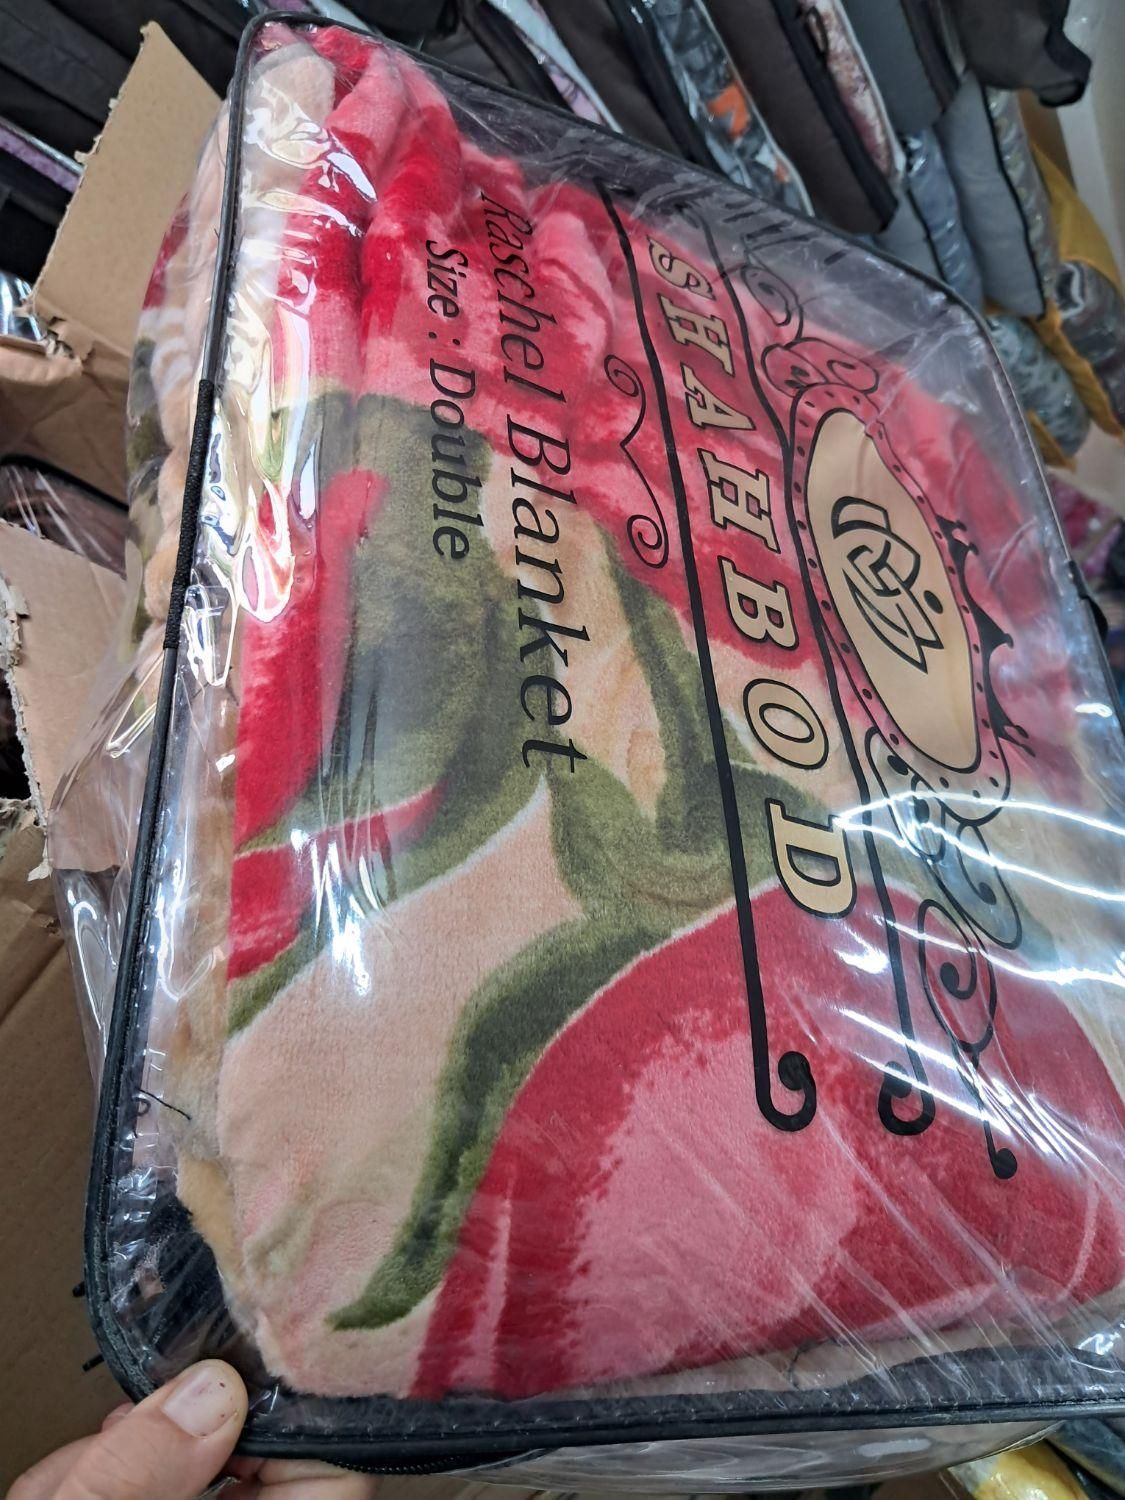 SHAHBOD
Raschel Blanket
Size : Double